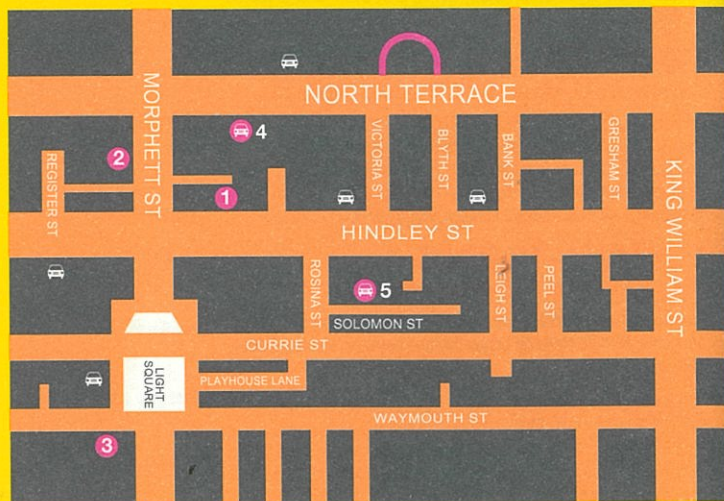 NORTH TERRACE
MORPHETT ST
4
2
REGISTER ST
1
VICTORIA ST
BLYTH ST
BANK ST
GRESHAM ST
KING WILLIAM ST
HINDLEY ST
ROSINA ST
5
LEIGH ST
PEEL ST
SOLOMON ST
CURRIE ST
LIGHT
SQUARE
PLAYHOUSE LANE
WAYMOUTH ST
3